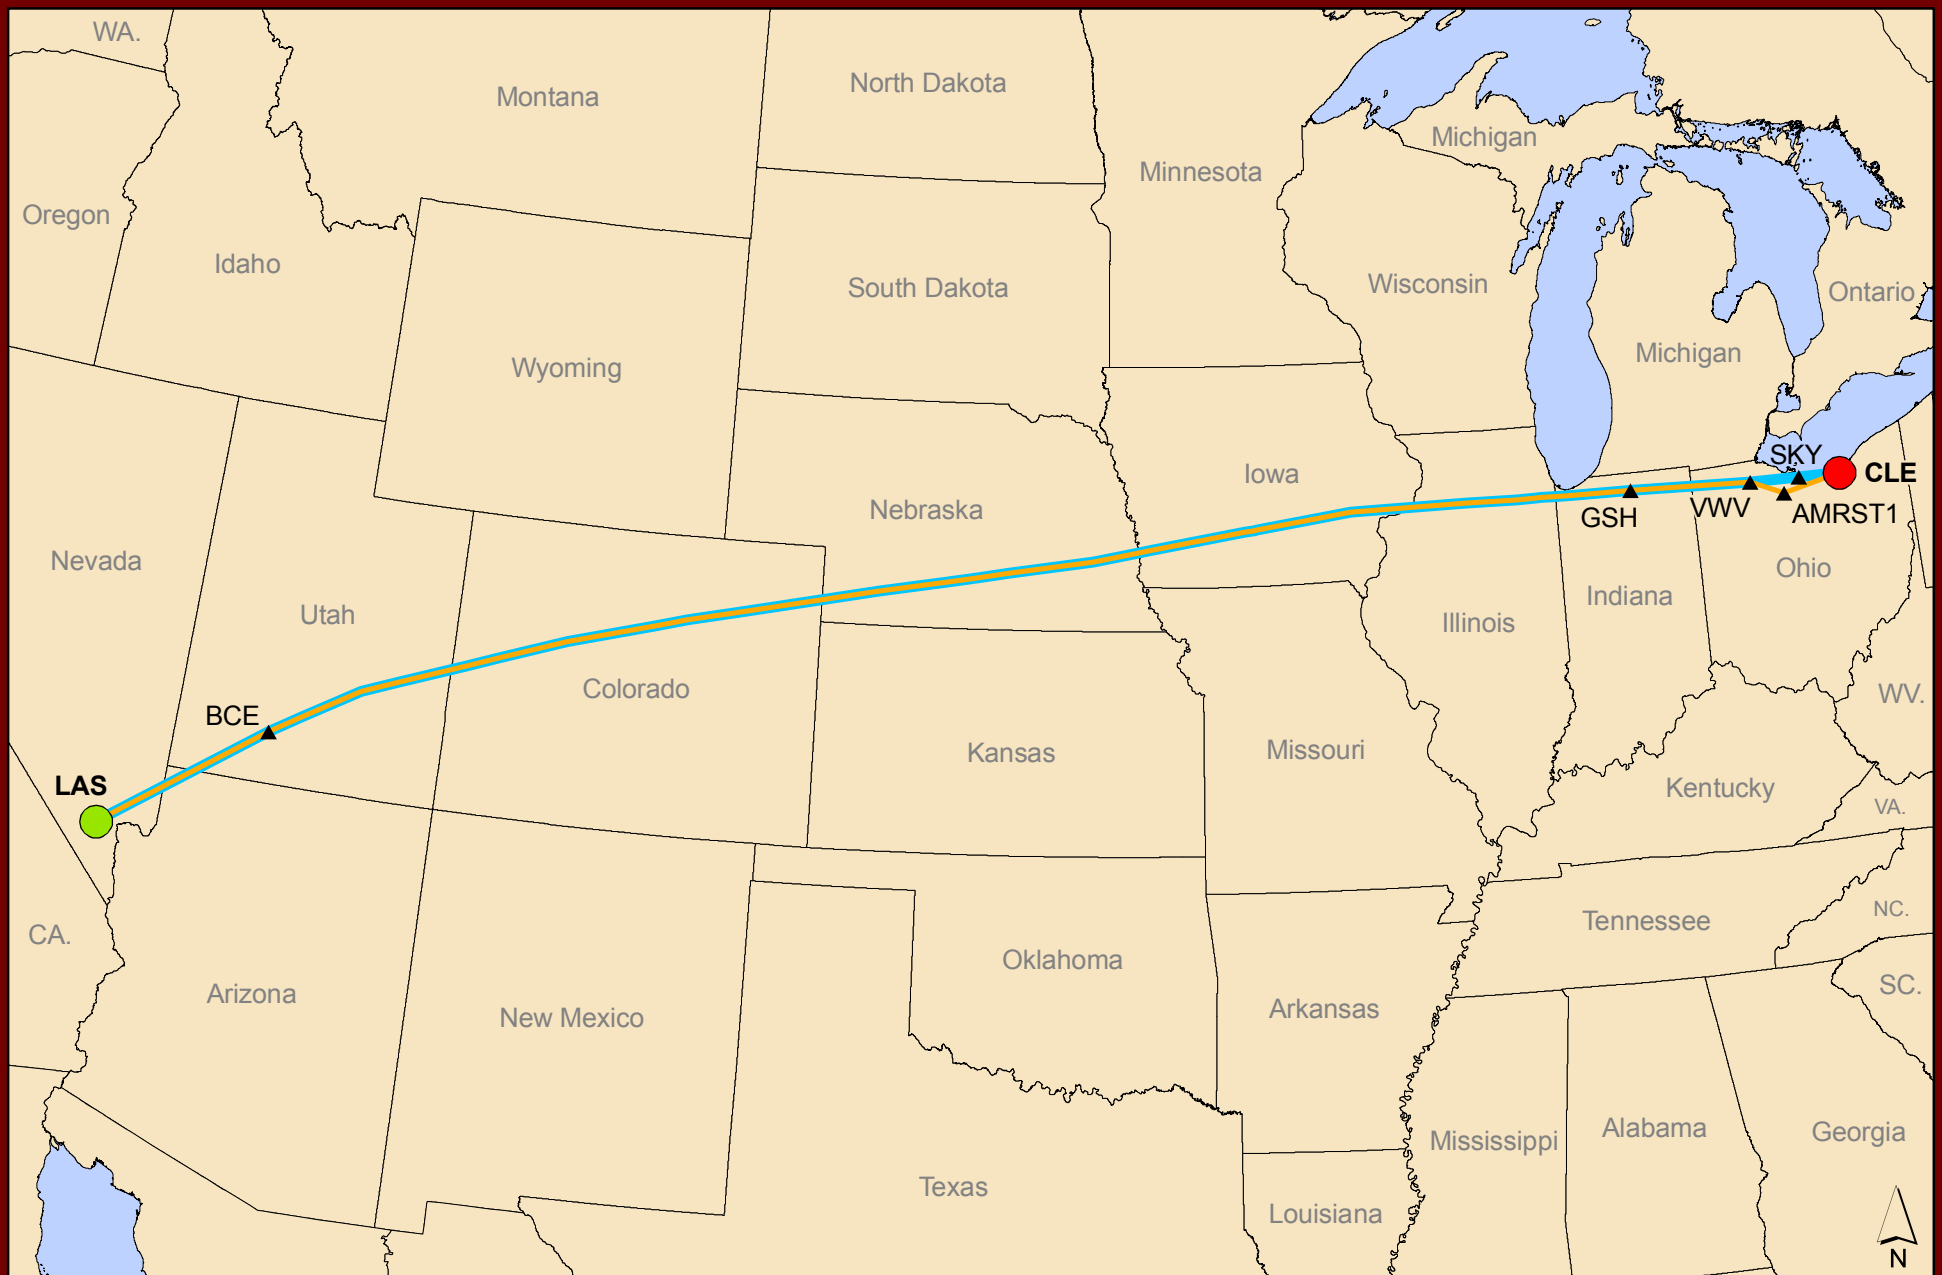 WA.
Montana
North Dakota
Minnesota
Michigan
Oregon
Idaho
South Dakota
Wisconsin
Ontario
Wyoming
Michigan
SKY
CLE
Iowa
Nebraska
GSH
VWV
AMRST1
Nevada
Utah
Ohio
Indiana
Illinois
Colorado
WV.
BCE
Kansas
Missouri
LAS
Kentucky
VA.
CA.
Tennessee
NC.
Oklahoma
Arizona
New Mexico
Arkansas
SC.
Mississippi
Alabama
Georgia
Texas
Louisiana
N